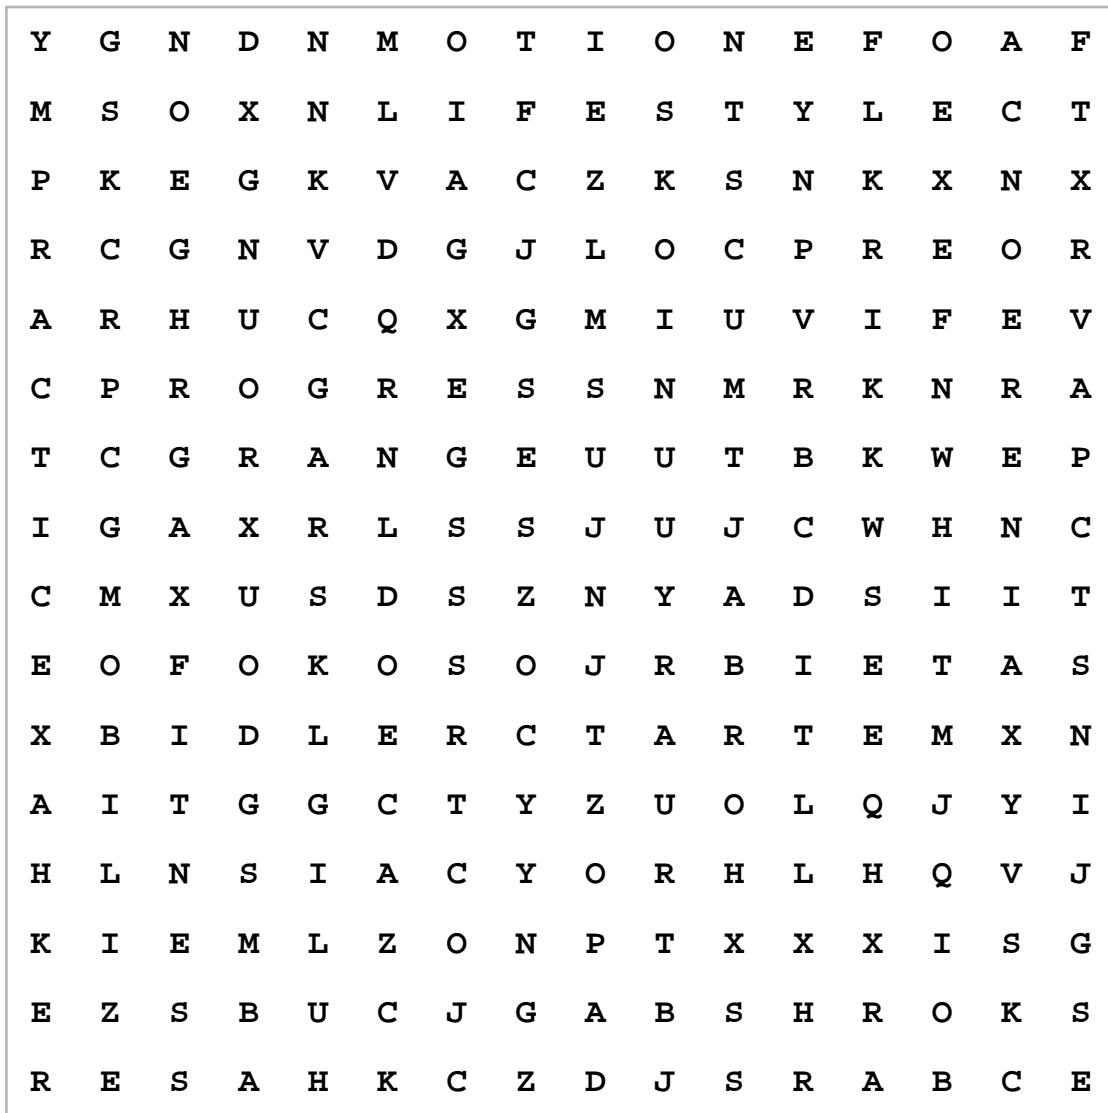 Y G N D N M O T I O N E F O A F
M S O X N L I F E S T Y L E C T
P K E G K V A C Z K S N K X N X
R C G N V D G J L O C P R E O R
A R H U C Q X G M I U V I F E V
C P R O G R E S S N M R K N R A
T C G R A N G E U U T B K W E P
I G A X R L S S J U J C W H N C
C M X U S D S Z N Y A D S I I T
E O F O K O S O J R B I E T A S
X B I D L E R C T A R T E M X N
A I T G G C T Y Z U O L Q J Y I
H L N S I A C Y O R H L H Q V J
K I E M L Z O N P T X X X I S G
E Z S B U C J G A B S H R O K S
R E S A H K C Z D J S R A B C E